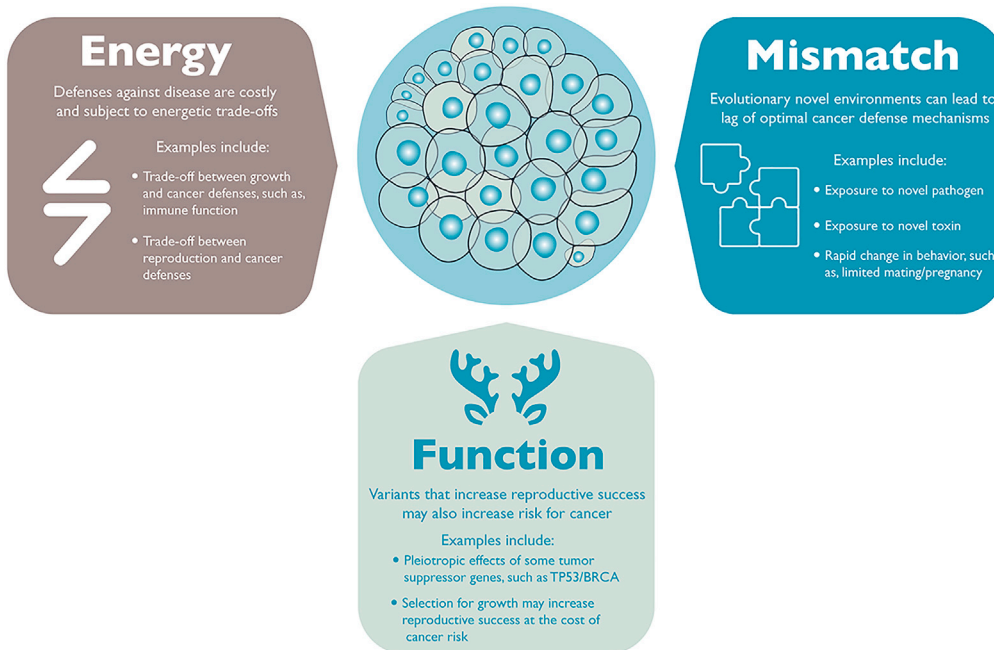 Energy
Defenses against disease are costly
and subject to energetic trade-offs
Examples include:
• Trade-off between growth
and cancer defenses, such as,
immune function
• Trade-off between
reproduction and cancer
defenses
Mismatch
Evolutionary novel environments can lead to
lag of optimal cancer defense mechanisms
Examples include:
• Exposure to novel pathogen
• Exposure to novel toxin
• Rapid change in behavior, such
as, limited mating/pregnancy
Function
Variants that increase reproductive success
may also increase risk for cancer
Examples include:
• Pleiotropic effects of some tumor
suppressor genes, such as TP53/BRCA
• Selection for growth may increase
reproductive success at the cost of
cancer risk